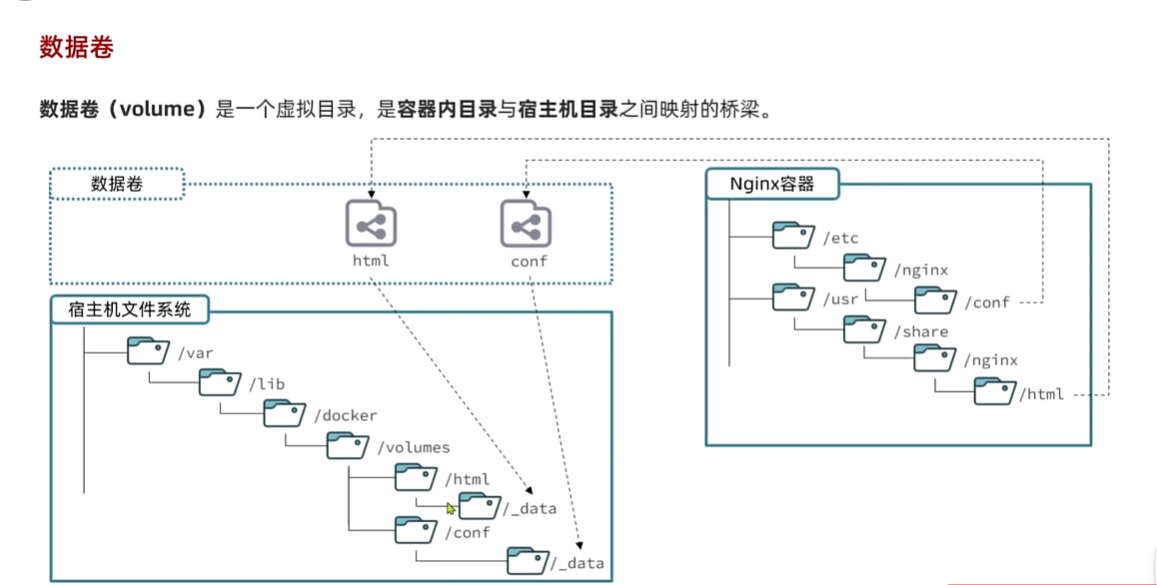 数据卷
数据卷（volume）是一个虚拟目录，是容器内目录与宿主机目录之间映射的桥梁。
数据卷
html
conf
宿主机文件系统
/var
/lib
/docker
/volumes
/html
/_data
/conf
/_data
Nginx容器
/etc
/nginx
/conf
/usr
/share
/nginx
/html